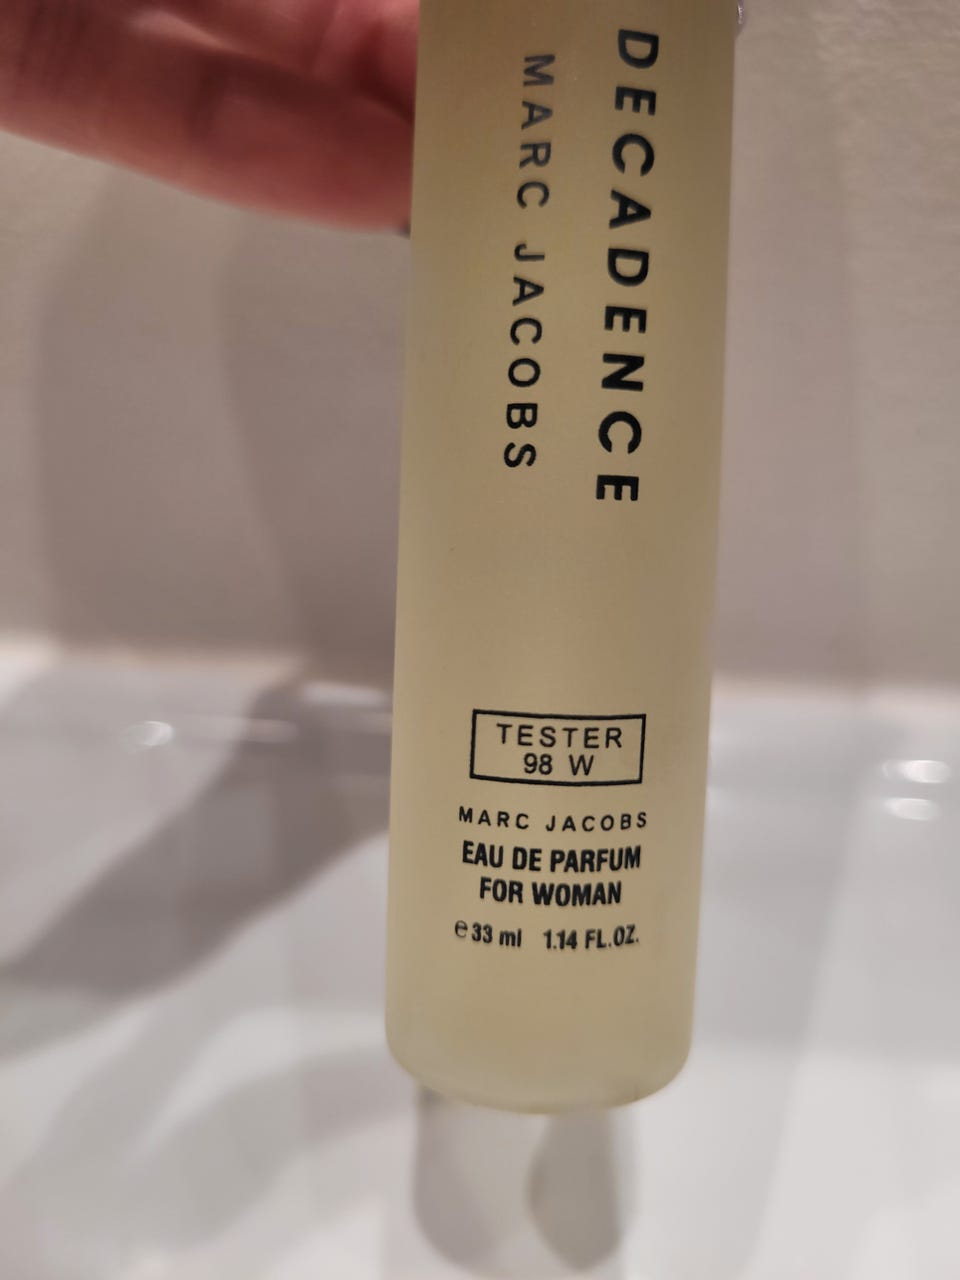 DECADENCE
MARC JACOBS
TESTER
98 W
MARC JACOBS
EAU DE PARFUM
FOR WOMAN
℮33 ml 1.14 FL.OZ.